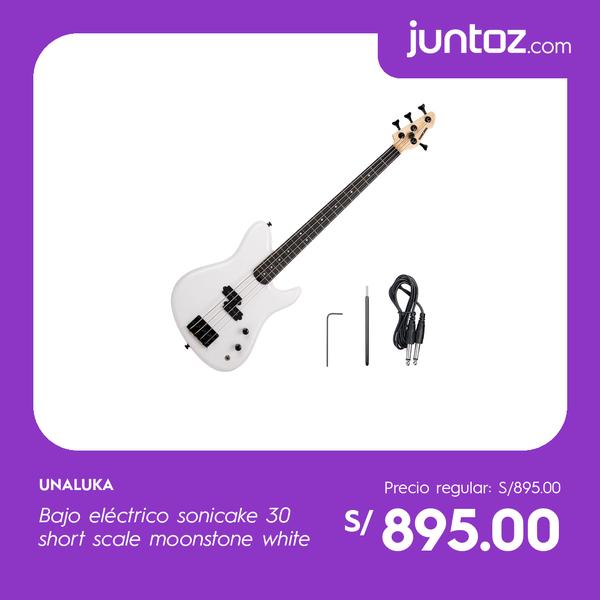 juntoz.com
UNALUKA
Bajo eléctrico sonicake 30
short scale moonstone white
Precio regular: S/895.00
S/ 895.00